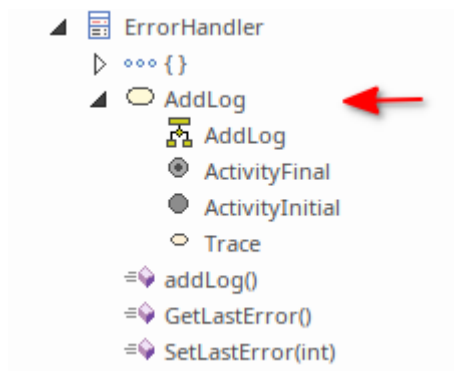 ErrorHandler
{}
AddLog
AddLog
ActivityFinal
ActivityInitial
Trace
addLog()
GetLastError()
SetLastError(int)